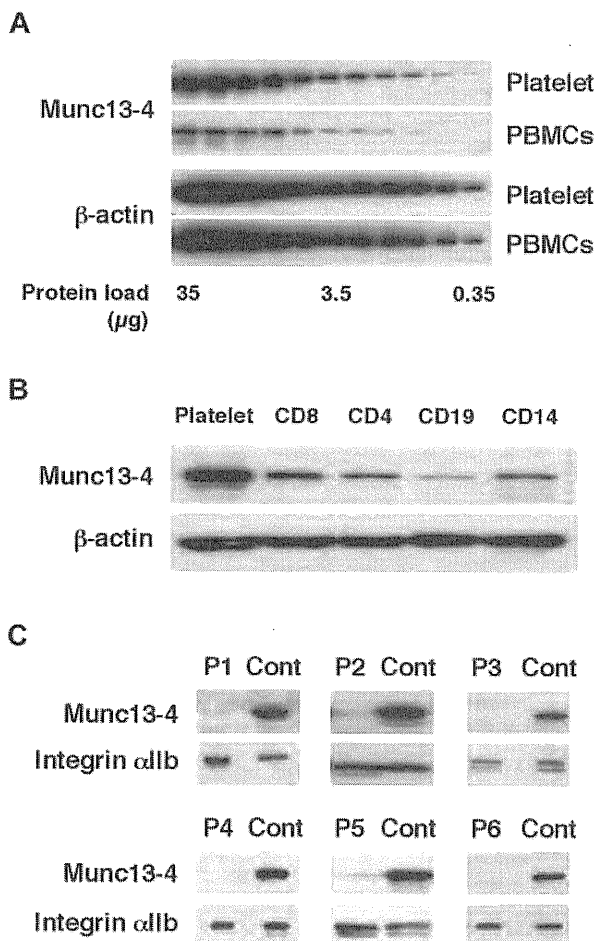 A
Munc13-4
Platelet
PBMCs
β-actin
Platelet
PBMCs
Protein load (µg)
35 3.5 0.35
B
Platelet CD8 CD4 CD19 CD14
Munc13-4
β-actin
C
P1 Cont P2 Cont P3 Cont
Munc13-4
Integrin αIIb
P4 Cont P5 Cont P6 Cont
Munc13-4
Integrin αIIb